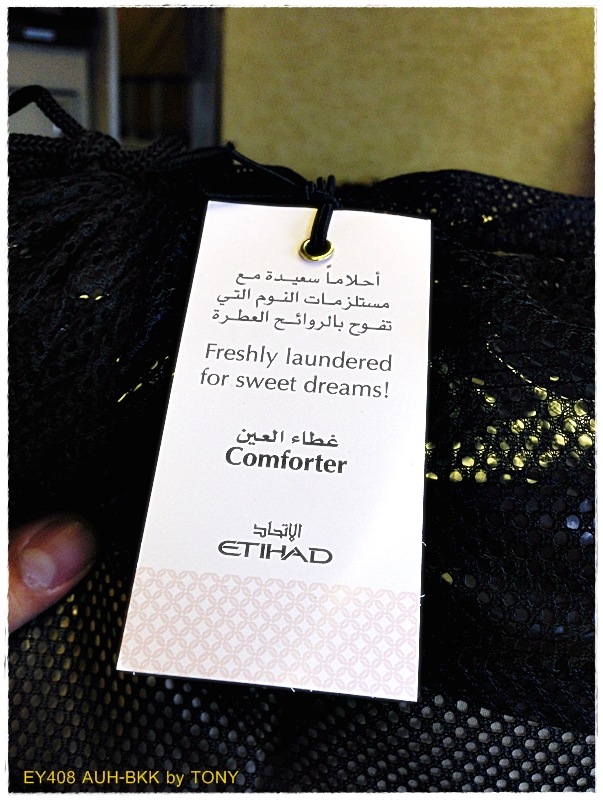 أحلاماً سعيدة مع
مستلزمات النوم التي
تفوح بالروائح العطرة
Freshly laundered
for sweet dreams!
غطاء العين
Comforter
الإتحاد
ETIHAD
EY408 AUH-BKK by TONY